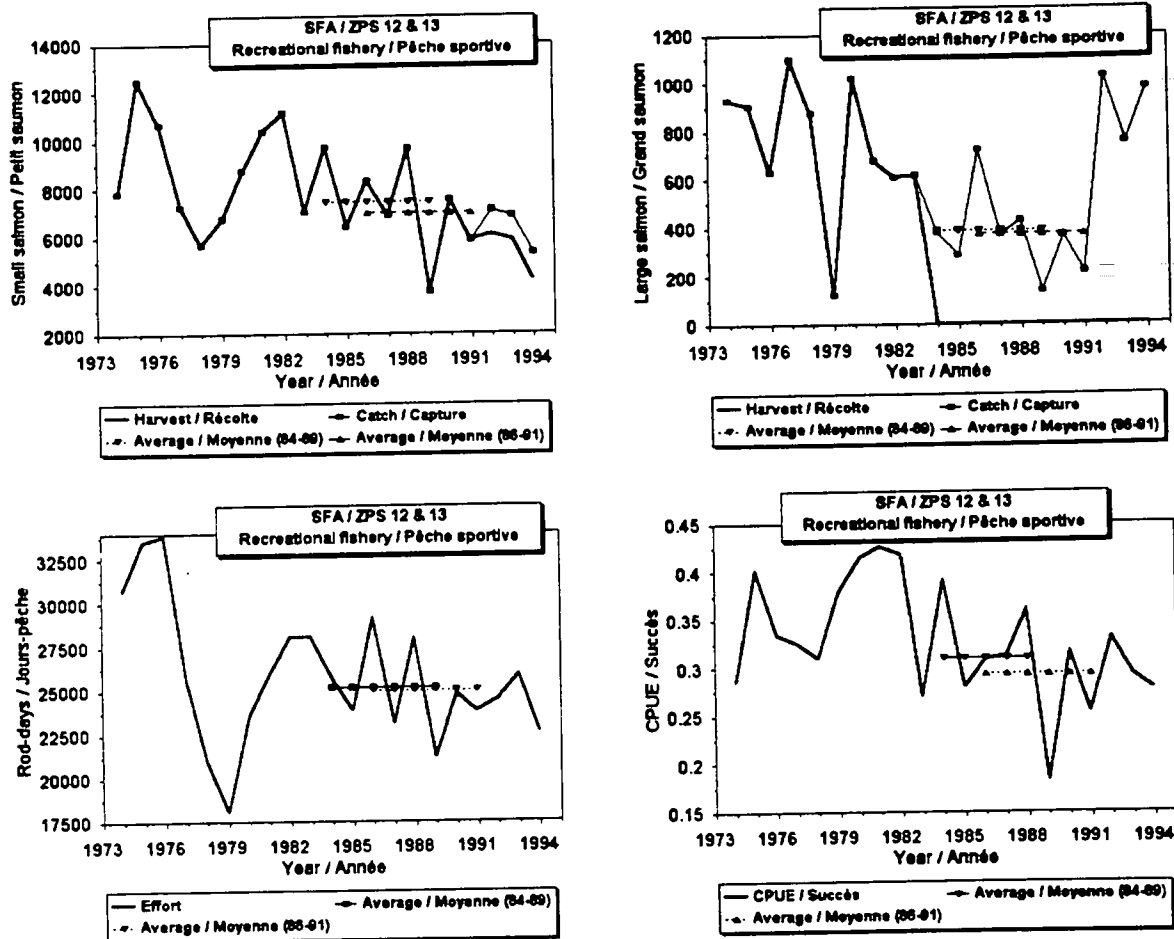 SFA / ZPS 12 & 13
Recreational fishery / Pêche sportive
14000
12000
10000
8000
6000
4000
2000
Small salmon / Petit saumon
1973 1976 1979 1982 1985 1988 1991 1994
Year / Année
Harvest / Récolte
Catch / Capture
Average / Moyenne (84-89)
Average / Moyenne (86-91)
SFA / ZPS 12 & 13
Recreational fishery / Pêche sportive
1200
1000
800
600
400
200
0
Large salmon / Grand saumon
1973 1976 1979 1982 1985 1988 1991 1994
Year / Année
Harvest / Récolte
Catch / Capture
Average / Moyenne (84-89)
Average / Moyenne (86-91)
SFA / ZPS 12 & 13
Recreational fishery / Pêche sportive
32500
30000
27500
25000
22500
20000
17500
Rod-days / Jours-pêche
1973 1976 1979 1982 1985 1988 1991 1994
Year / Année
Effort
Average / Moyenne (84-89)
Average / Moyenne (86-91)
SFA / ZPS 12 & 13
Recreational fishery / Pêche sportive
0.45
0.4
0.35
0.3
0.25
0.2
0.15
CPUE / Succès
1973 1976 1979 1982 1985 1988 1991 1994
Year / Année
CPUE / Succès
Average / Moyenne (84-89)
Average / Moyenne (86-91)